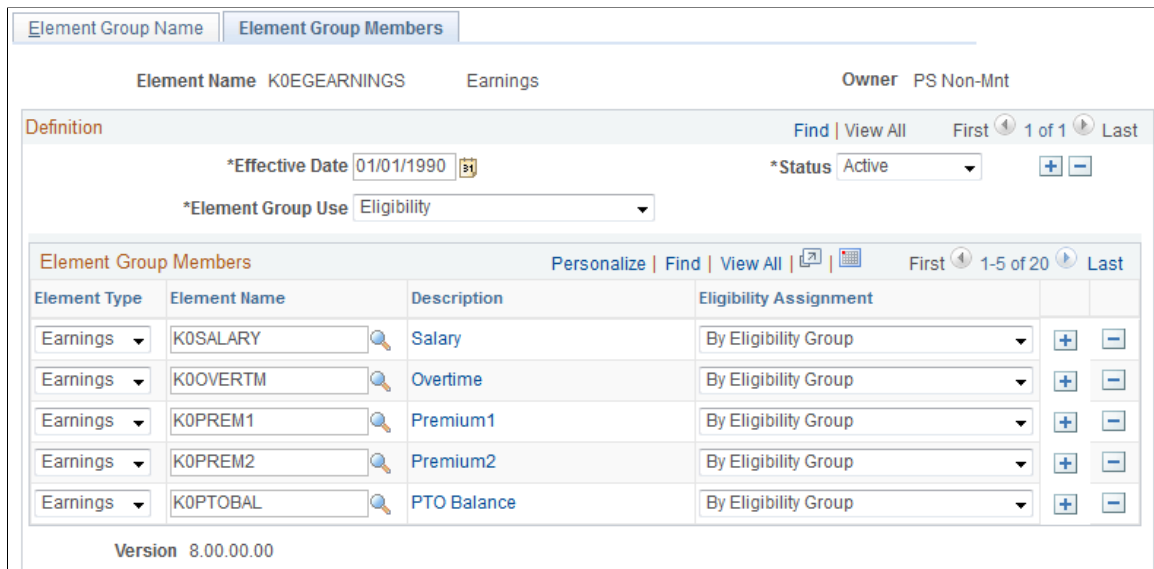 Element Group Name Element Group Members
Element Name K0EGEARNINGS Earnings Owner PS Non-Mnt
Definition Find | View All First 1 of 1 Last
*Effective Date 01/01/1990 31 *Status Active
*Element Group Use Eligibility
Element Group Members Personalize | Find | View All | | First 1-5 of 20 Last
Element Type Element Name Description Eligibility Assignment
Earnings K0SALARY Salary By Eligibility Group
Earnings K0OVERTM Overtime By Eligibility Group
Earnings K0PREM1 Premium1 By Eligibility Group
Earnings K0PREM2 Premium2 By Eligibility Group
Earnings K0PTOBAL PTO Balance By Eligibility Group
Version 8.00.00.00